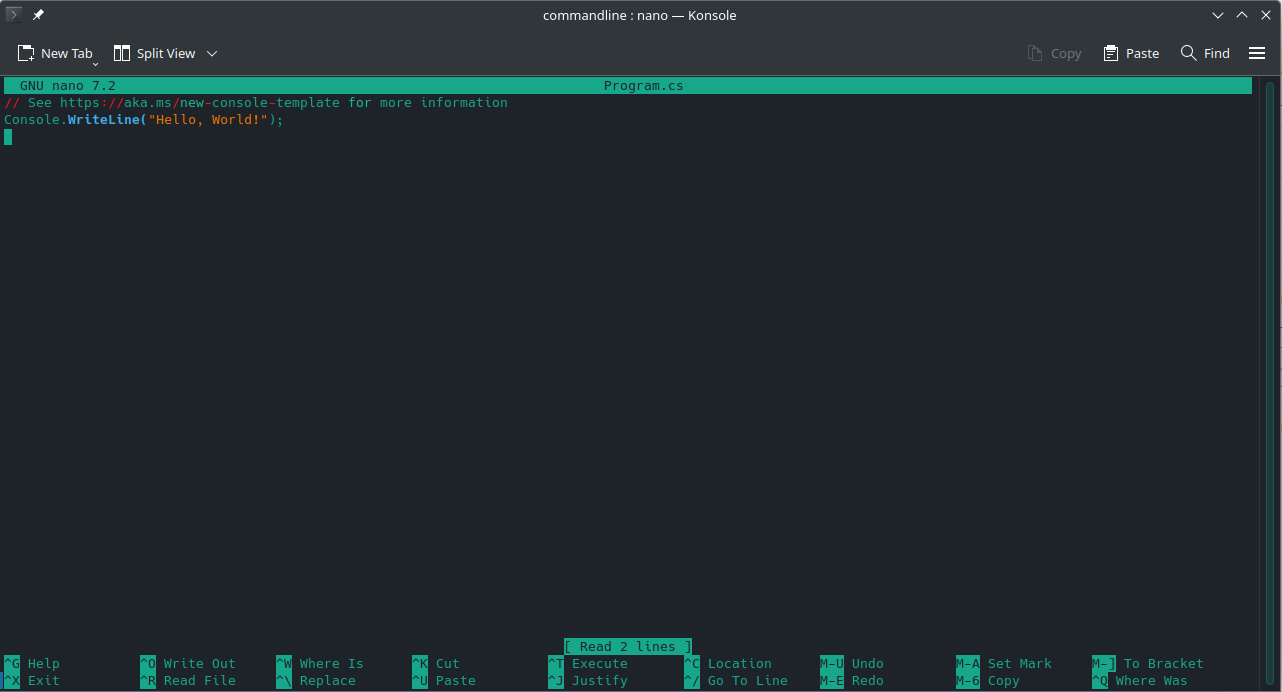 commandline : nano — Konsole
New Tab Split View Copy Paste Find
GNU nano 7.2 Program.cs
// See https://aka.ms/new-console-template for more information
Console.WriteLine("Hello, World!");
[ Read 2 lines ]
^G Help ^O Write Out ^W Where Is ^K Cut ^T Execute ^C Location M-U Undo M-A Set Mark M-] To Bracket
^X Exit ^R Read File ^\ Replace ^U Paste ^J Justify ^/ Go To Line M-E Redo M-6 Copy ^Q Where Was